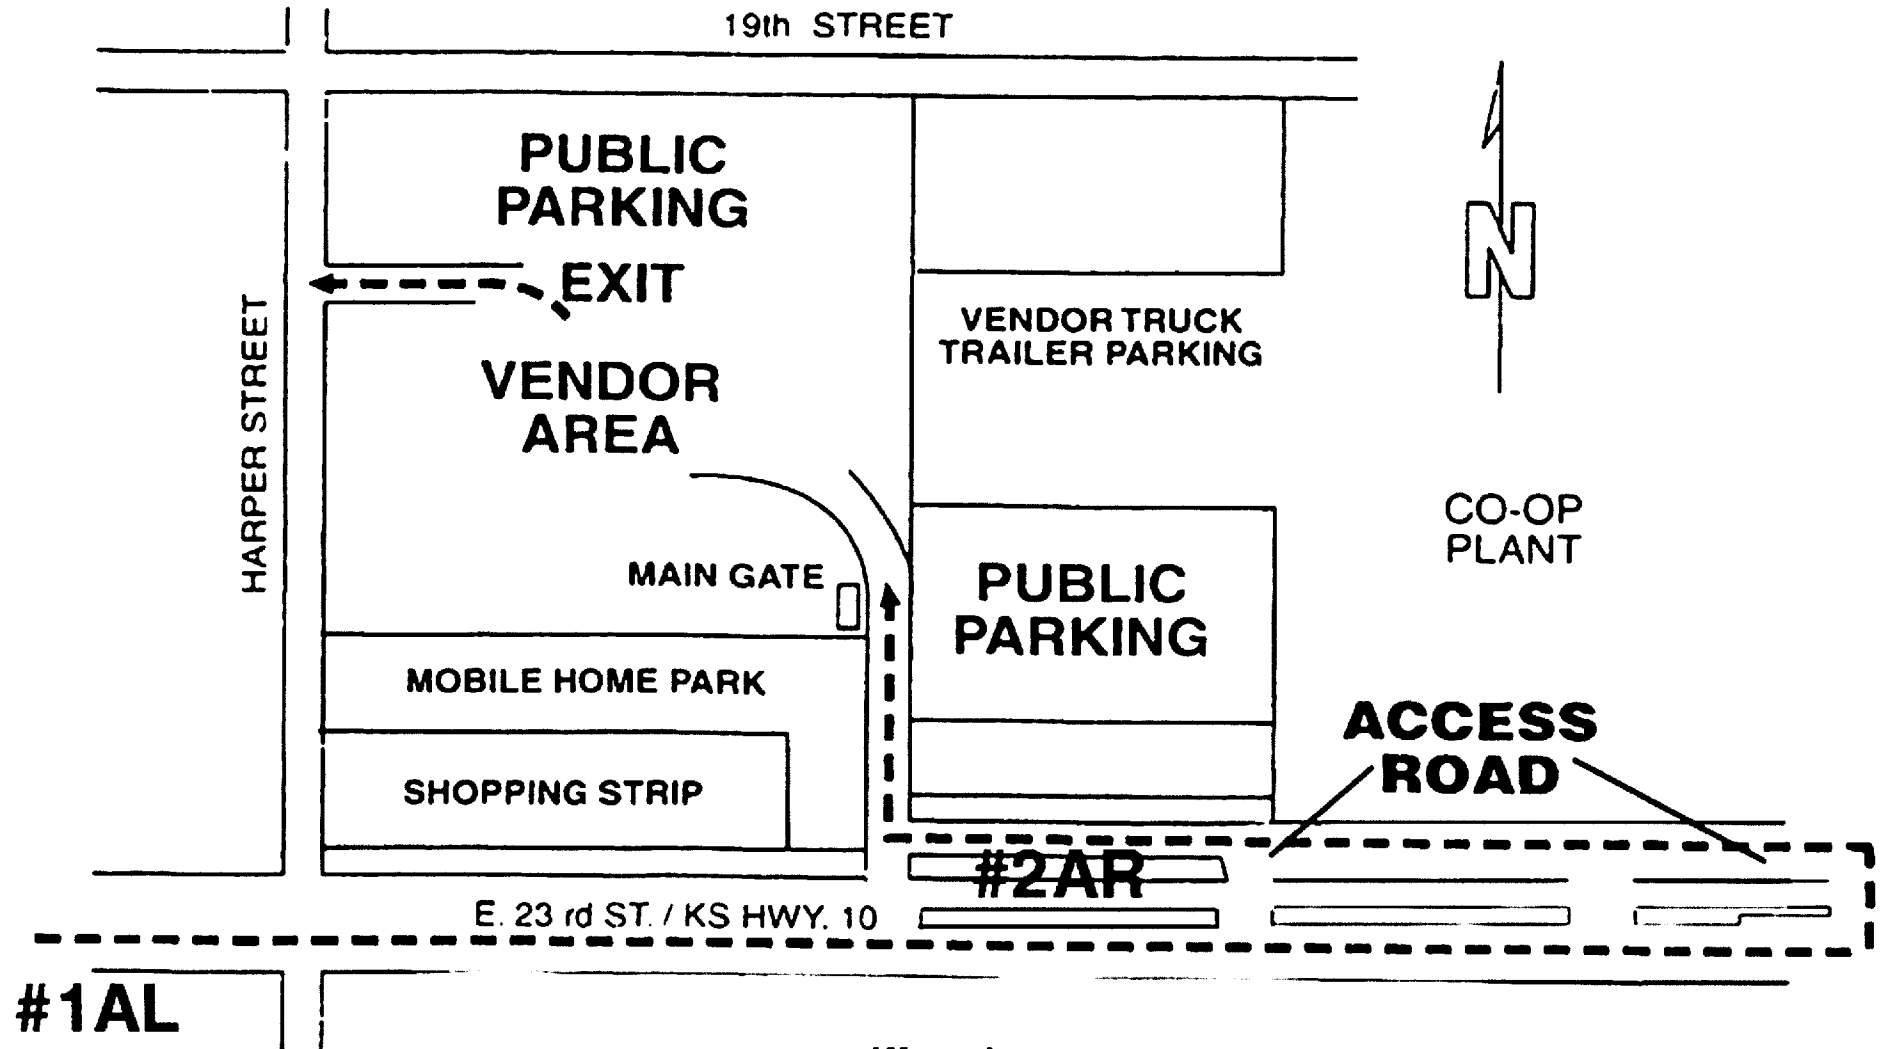 19th STREET
PUBLIC
PARKING
EXIT
N
HARPER STREET
VENDOR TRUCK
TRAILER PARKING
VENDOR
AREA
CO-OP
PLANT
MAIN GATE
PUBLIC
PARKING
MOBILE HOME PARK
ACCESS
ROAD
SHOPPING STRIP
#2AR
E. 23 rd ST. / KS HWY. 10
#1AL